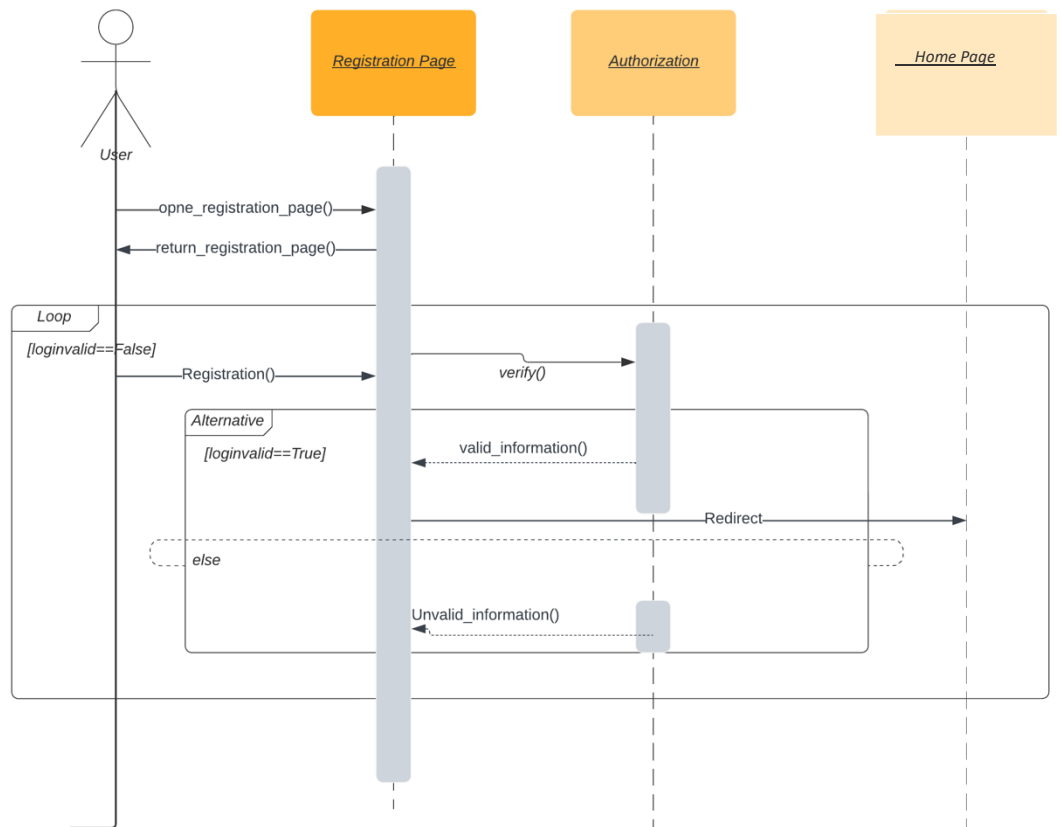 Registration Page
Authorization
Home Page
User
opne_registration_page()
return_registration_page()
Loop
[loginvalid==False]
verify()
Registration()
Alternative
[loginvalid==True]
valid_information()
Redirect
else
Unvalid_information()